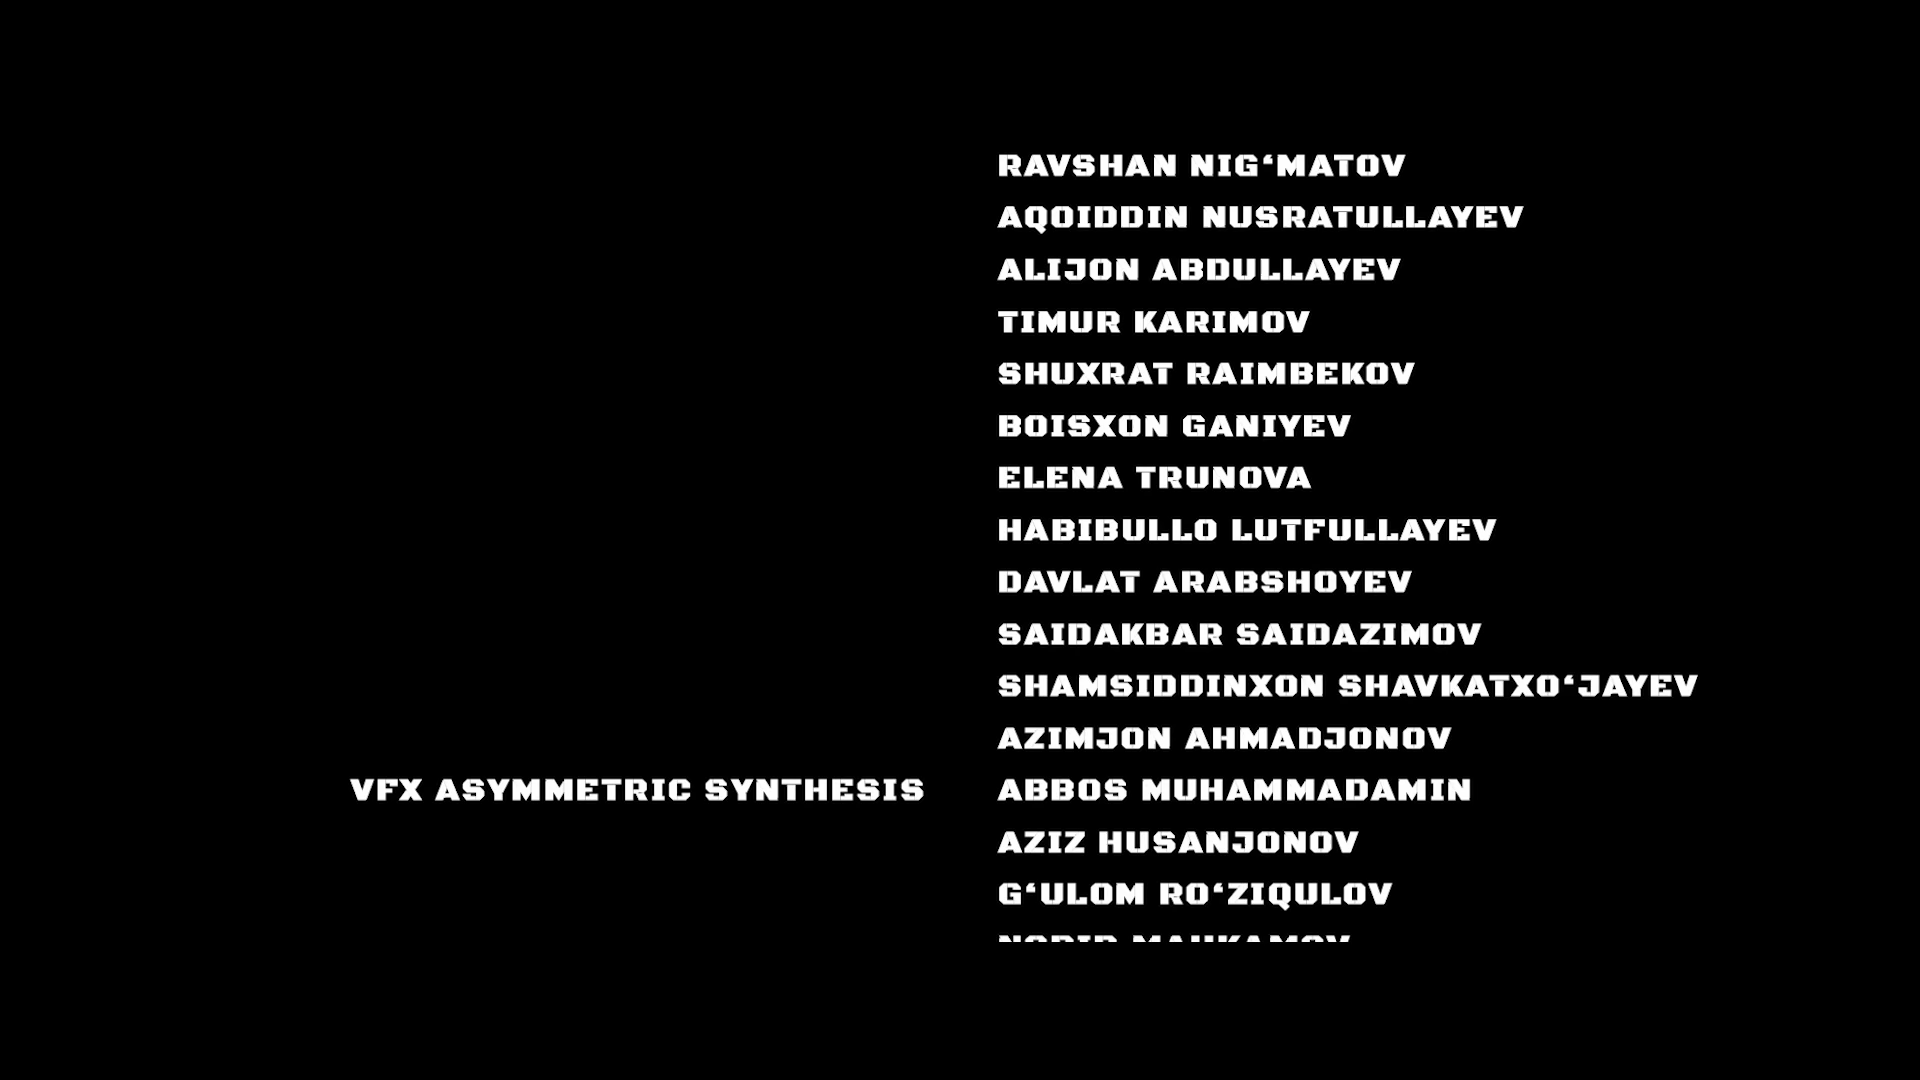 RAVSHAN NIG‘MATOV
AQOIDDIN NUSRATULLAYEV
ALIJON ABDULLAYEV
TIMUR KARIMOV
SHUXRAT RAIMBEKOV
BOISXON GANIYEV
ELENA TRUNOVA
HABIBULLO LUTFULLAYEV
DAVLAT ARABSHOYEV
SAIDAKBAR SAIDAZIMOV
SHAMSIDDINXON SHAVKATXO‘JAYEV
AZIMJON AHMADJONOV
VFX ASYMMETRIC SYNTHESIS ABBOS MUHAMMADAMIN
AZIZ HUSANJONOV
G‘ULOM RO‘ZIQULOV